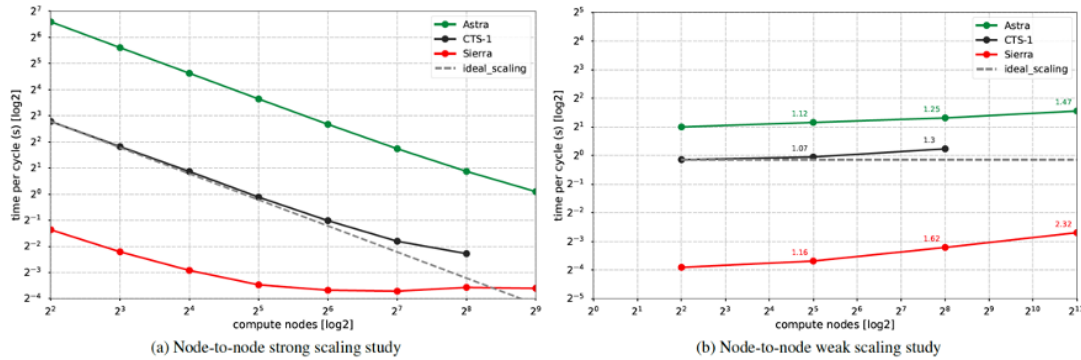 2^7
2^6
2^5
2^4
2^3
2^2
2^1
2^0
2^-1
2^-2
2^-3
2^-4
time per cycle (s) [log2]
Astra
CTS-1
Sierra
ideal_scaling
2^2 2^3 2^4 2^5 2^6 2^7 2^8 2^9
compute nodes [log2]
(a) Node-to-node strong scaling study
2^5
2^4
2^3
2^2
2^1
2^0
2^-1
2^-2
2^-3
2^-4
2^-5
time per cycle (s) [log2]
Astra
CTS-1
Sierra
ideal_scaling
1.12 1.25 1.47
1.07 1.3
1.16 1.62 2.32
2^0 2^1 2^2 2^3 2^4 2^5 2^6 2^7 2^8 2^9 2^10 2^11
compute nodes [log2]
(b) Node-to-node weak scaling study